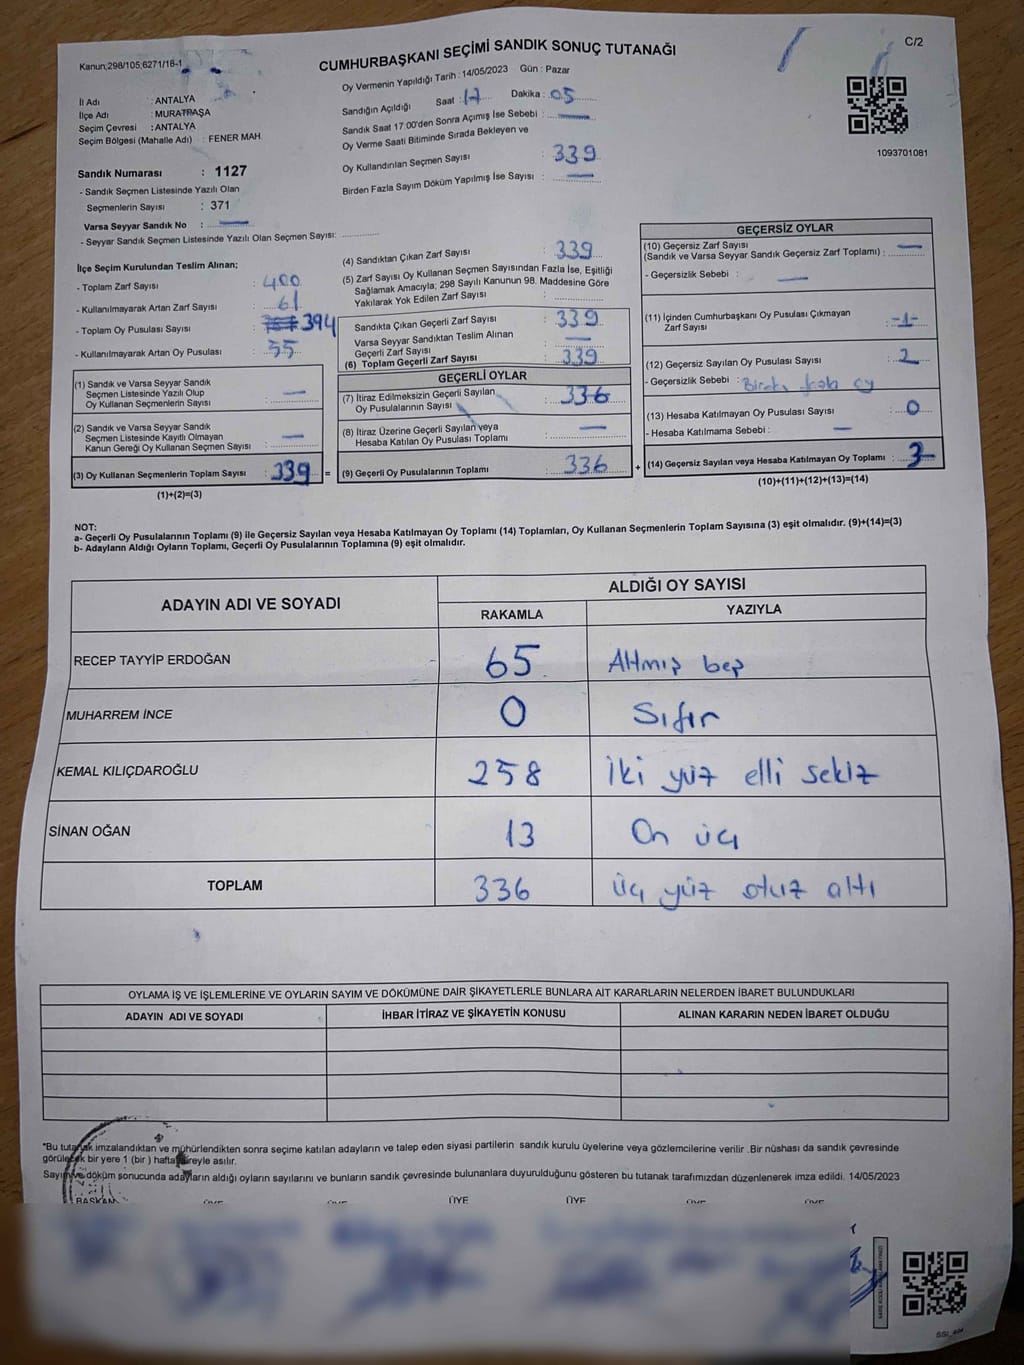 C/2
Kanun,298/105,6271/18-1
CUMHURBAŞKANI SEÇİMİ SANDIK SONUÇ TUTANAĞI
Oy Vermenin Yapıldığı Tarih : 14/05/2023 Gün : Pazar
İl Adı : ANTALYA
İlçe Adı : MURATPAŞA
Seçim Çevresi : ANTALYA
Seçim Bölgesi (Mahalle Adı) : FENER MAH.
Sandığın Açıldığı Saat : 17 Dakika : 05
Sandık Saat 17.00'den Sonra Açımış İse Sebebi : —
Oy Verme Saati Bitiminde Sırada Bekleyen ve
Oy Kullandırılan Seçmen Sayısı : 339
Birden Fazla Sayım Döküm Yapılmış İse Sayısı : —
1093701081
Sandık Numarası : 1127
- Sandık Seçmen Listesinde Yazılı Olan
Seçmenlerin Sayısı : 371
Varsa Seyyar Sandık No : —
- Seyyar Sandık Seçmen Listesinde Yazılı Olan Seçmen Sayısı:
İlçe Seçim Kurulundan Teslim Alınan;
- Toplam Zarf Sayısı : 400
- Kullanılmayarak Artan Zarf Sayısı : 61
- Toplam Oy Pusulası Sayısı : 394
- Kullanılmayarak Artan Oy Pusulası : 55
(1) Sandık ve Varsa Seyyar Sandık
Seçmen Listesinde Yazılı Olup
Oy Kullanan Seçmenlerin Sayısı : —
(2) Sandık ve Varsa Seyyar Sandık
Seçmen Listesinde Kayıtlı Olmayan
Kanun Gereği Oy Kullanan Seçmen Sayısı : —
(3) Oy Kullanan Seçmenlerin Toplam Sayısı : 339 =
(1)+(2)=(3)
(4) Sandıktan Çıkan Zarf Sayısı : 339
(5) Zarf Sayısı Oy Kullanan Seçmen Sayısından Fazla İse, Eşitliği
Sağlamak Amacıyla; 298 Sayılı Kanunun 98. Maddesine Göre
Yakılarak Yok Edilen Zarf Sayısı :
Sandıkta Çıkan Geçerli Zarf Sayısı : 339
Varsa Seyyar Sandıktan Teslim Alınan
Geçerli Zarf Sayısı : —
(6) Toplam Geçerli Zarf Sayısı : 339
GEÇERLİ OYLAR
(7) İtiraz Edilmeksizin Geçerli Sayılan
Oy Pusulalarının Sayısı : 336
(8) İtiraz Üzerine Geçerli Sayılan veya
Hesaba Katılan Oy Pusulası Toplamı : —
(9) Geçerli Oy Pusulalarının Toplamı : 336 +
GEÇERSİZ OYLAR
(10) Geçersiz Zarf Sayısı
(Sandık ve Varsa Seyyar Sandık Geçersiz Zarf Toplamı) : —
- Geçersizlik Sebebi : —
(11) İçinden Cumhurbaşkanı Oy Pusulası Çıkmayan
Zarf Sayısı : -1-
(12) Geçersiz Sayılan Oy Pusulası Sayısı : 2
- Geçersizlik Sebebi : oy
(13) Hesaba Katılmayan Oy Pusulası Sayısı : 0
- Hesaba Katılmama Sebebi : —
(14) Geçersiz Sayılan veya Hesaba Katılmayan Oy Toplamı : 3
(10)+(11)+(12)+(13)=(14)
NOT:
a- Geçerli Oy Pusulalarının Toplamı (9) ile Geçersiz Sayılan veya Hesaba Katılmayan Oy Toplamı (14) Toplamları, Oy Kullanan Seçmenlerin Toplam Sayısına (3) eşit olmalıdır. (9)+(14)=(3)
b- Adayların Aldığı Oyların Toplamı, Geçerli Oy Pusulalarının Toplamına (9) eşit olmalıdır.
ADAYIN ADI VE SOYADI
ALDIĞI OY SAYISI
RAKAMLA YAZIYLA
RECEP TAYYİP ERDOĞAN 65 Altmış beş
MUHARREM İNCE 0 Sıfır
KEMAL KILIÇDAROĞLU 258 İki yüz elli sekiz
SİNAN OĞAN 13 On üç
TOPLAM 336 üç yüz otuz altı
OYLAMA İŞ VE İŞLEMLERİNE VE OYLARIN SAYIM VE DÖKÜMÜNE DAİR ŞİKAYETLERLE BUNLARA AİT KARARLARIN NELERDEN İBARET BULUNDUKLARI
ADAYIN ADI VE SOYADI İHBAR İTİRAZ VE ŞİKAYETİN KONUSU ALINAN KARARIN NEDEN İBARET OLDUĞU
"Bu tutanak imzalandıktan ve mühürlendikten sonra seçime katılan adayların ve talep eden siyasi partilerin sandık kurulu üyelerine veya gözlemcilerine verilir .Bir nüshası da sandık çevresinde
görülecek bir yere 1 (bir ) hafta süreyle asılır.
Sayım ve döküm sonucunda adayların aldığı oyların sayılarını ve bunların sandık çevresinde bulunanlara duyurulduğunu gösteren bu tutanak tarafımızdan düzenlenerek imza edildi. 14/05/2023
BAŞKAN ÜYE ÜYE ÜYE ÜYE ÜYE ÜYE